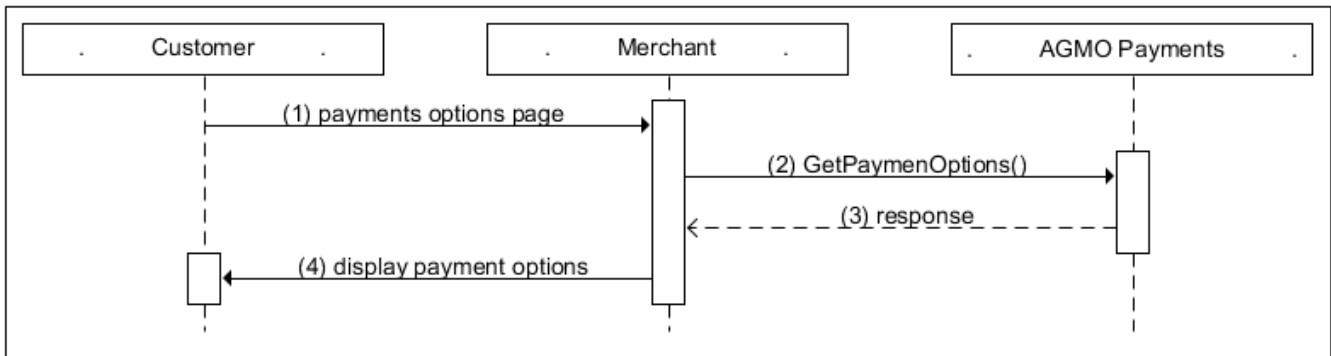 . Customer .
. Merchant .
. AGMO Payments .
(1) payments options page
(2) GetPaymenOptions()
(3) response
(4) display payment options